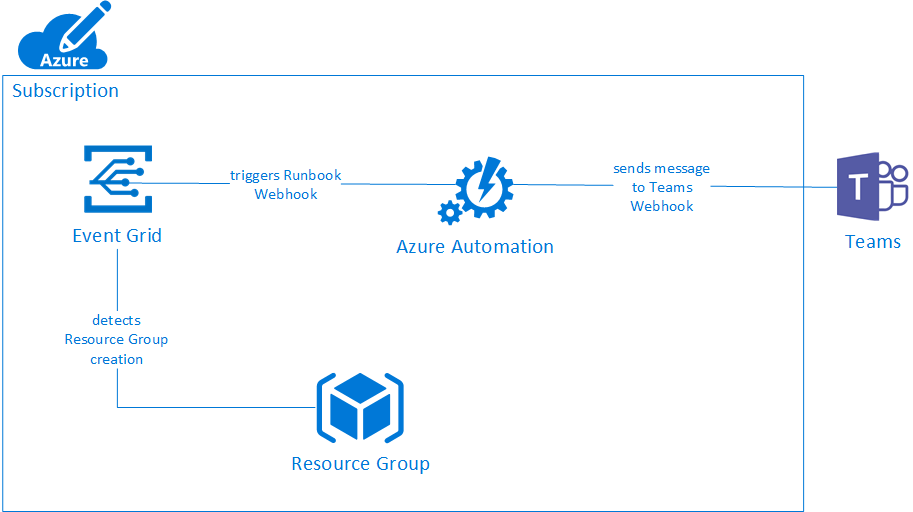 Azure
Subscription
triggers Runbook
Webhook
sends message
to Teams
Webhook
T
Event Grid
Azure Automation
Teams
detects
Resource Group
creation
Resource Group